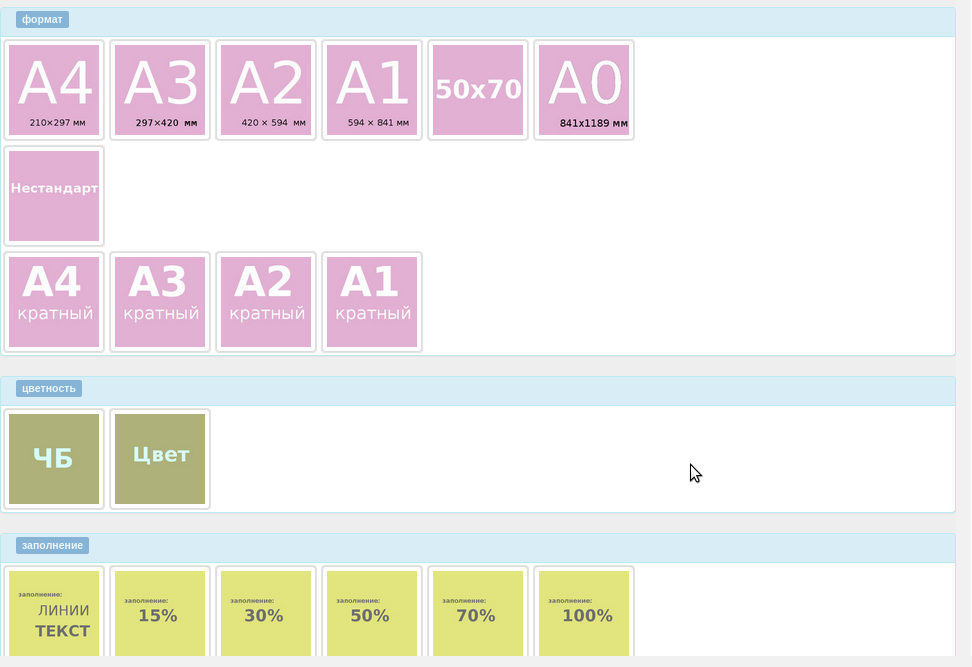 формат
A4
210×297 мм
A3
297×420 мм
A2
420 × 594 мм
A1
594 × 841 мм
50x70
A0
841x1189 мм
Нестандарт
A4
кратный
A3
кратный
A2
кратный
A1
кратный
цветность
ЧБ
Цвет
заполнение
заполнение:
ЛИНИИ
ТЕКСТ
заполнение:
15%
заполнение:
30%
заполнение:
50%
заполнение:
70%
заполнение:
100%